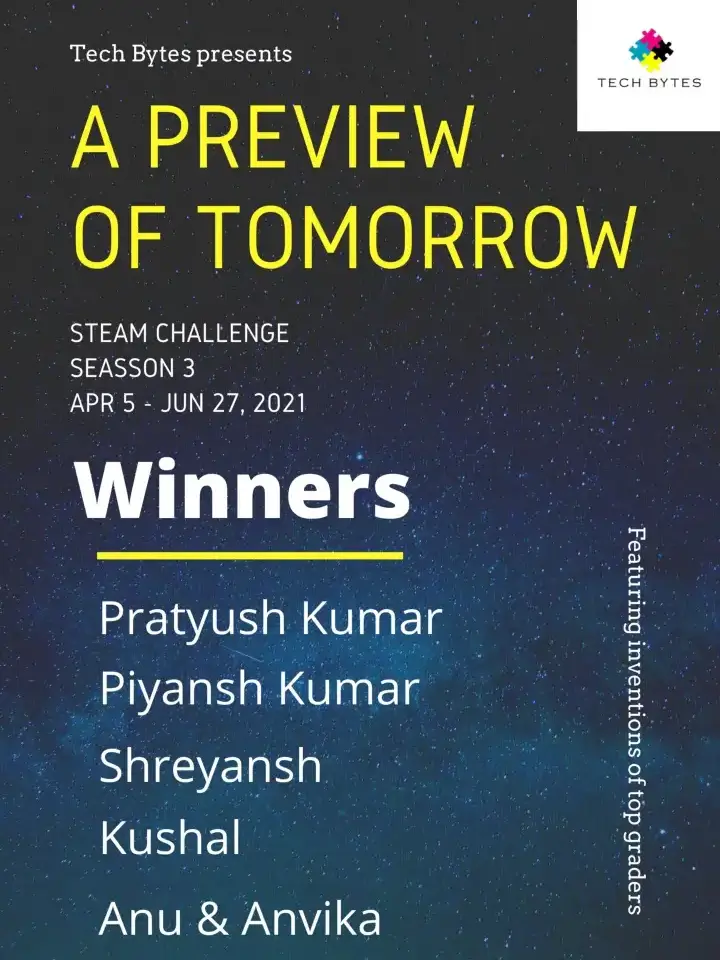 Tech Bytes presents
TECH BYTES
A PREVIEW
OF TOMORROW
STEAM CHALLENGE
SEASSON 3
APR 5 - JUN 27, 2021
Winners
Pratyush Kumar
Piyansh Kumar
Shreyansh
Kushal
Anu & Anvika
Featuring inventions of top graders